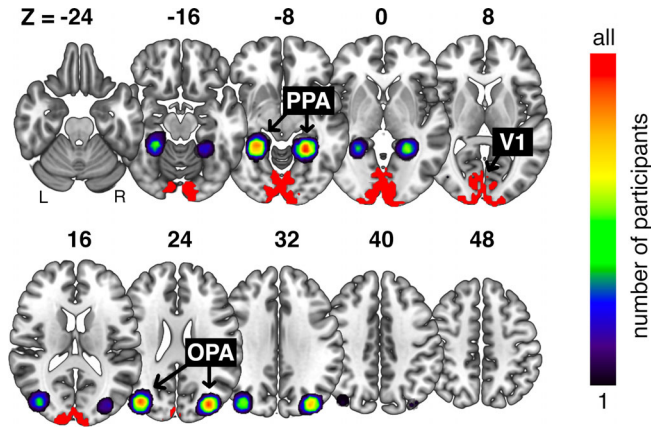 Z = -24 -16 -8 0 8
all
PPA
V1
L R
number of participants
16 24 32 40 48
OPA
1